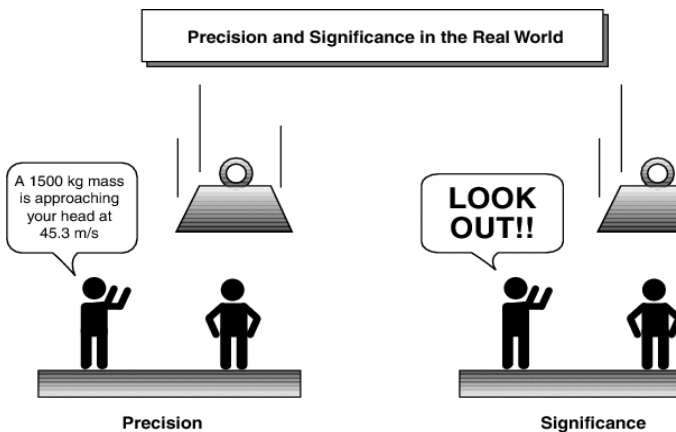 Precision and Significance in the Real World
A 1500 kg mass
is approaching
your head at
45.3 m/s
LOOK
OUT!!
Precision
Significance